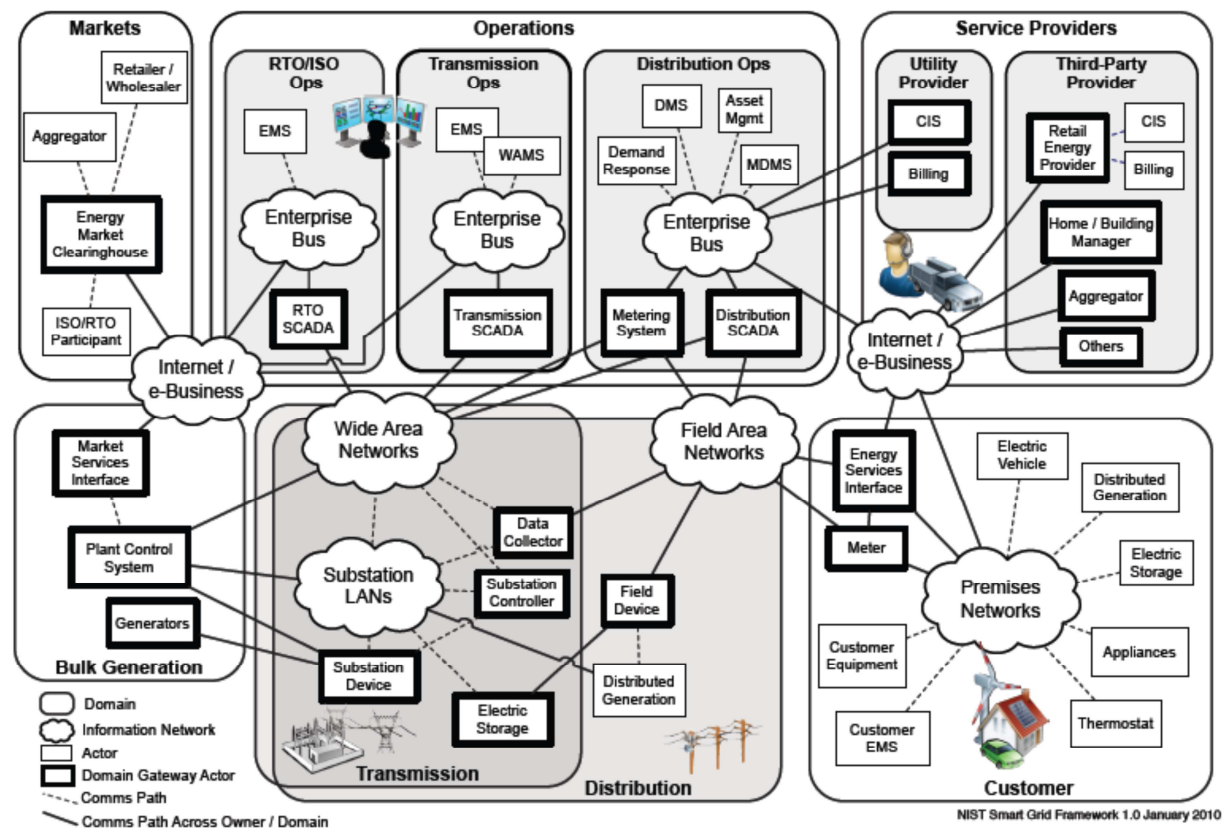 Markets
Retailer /
Wholesaler
Aggregator
Energy
Market
Clearinghouse
ISO/RTO
Participant
Internet /
e-Business
Operations
RTO/ISO
Ops
EMS
Enterprise
Bus
RTO
SCADA
Transmission
Ops
EMS
WAMS
Enterprise
Bus
Transmission
SCADA
Distribution Ops
DMS
Asset
Mgmt
Demand
Response
MDMS
Enterprise
Bus
Metering
System
Distribution
SCADA
Service Providers
Utility
Provider
CIS
Billing
Third-Party
Provider
Retail
Energy
Provider
CIS
Billing
Home / Building
Manager
Aggregator
Others
Internet /
e-Business
Market
Services
Interface
Plant Control
System
Generators
Bulk Generation
Wide Area
Networks
Substation
LANs
Data
Collector
Substation
Controller
Substation
Device
Electric
Storage
Transmission
Field Area
Networks
Field
Device
Distributed
Generation
Distribution
Energy
Services
Interface
Meter
Electric
Vehicle
Distributed
Generation
Electric
Storage
Premises
Networks
Appliances
Thermostat
Customer
Equipment
Customer
EMS
Customer
Domain
Information Network
Actor
Domain Gateway Actor
Comms Path
Comms Path Across Owner / Domain
NIST Smart Grid Framework 1.0 January 2010